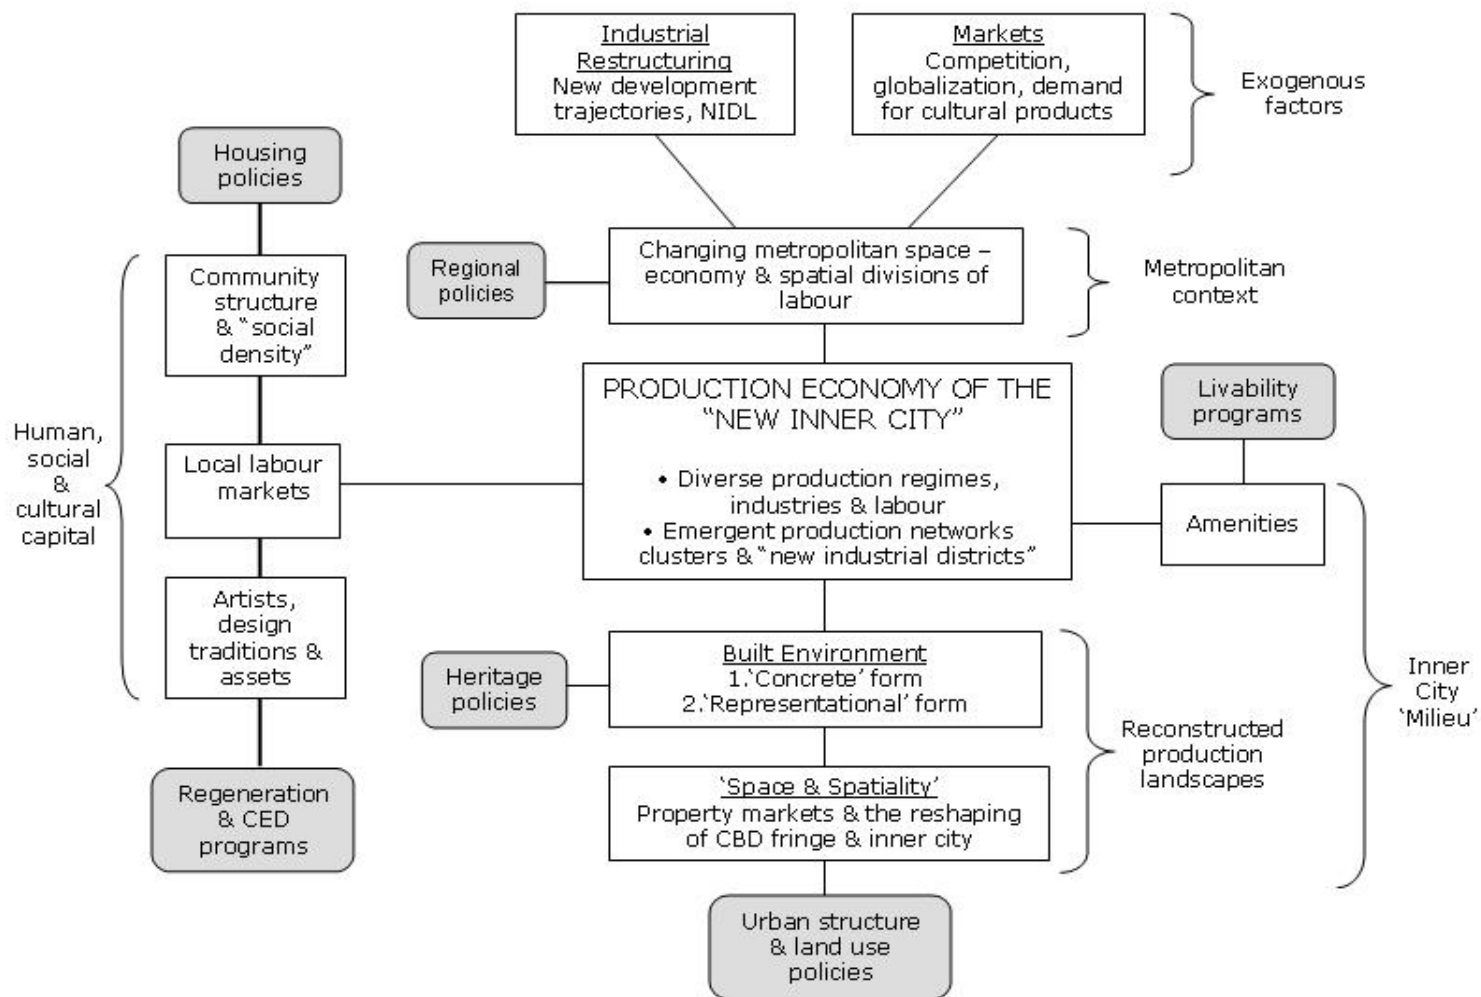 Industrial
Restructuring
New development
trajectories, NIDL
Markets
Competition,
globalization, demand
for cultural products
Exogenous
factors
Housing
policies
Regional
policies
Changing metropolitan space –
economy & spatial divisions of
labour
Metropolitan
context
Community
structure
& “social
density”
Human,
social
&
cultural
capital
Local labour
markets
Artists,
design
traditions &
assets
Regeneration
& CED
programs
PRODUCTION ECONOMY OF THE
“NEW INNER CITY”
• Diverse production regimes,
industries & labour
• Emergent production networks
clusters & “new industrial districts”
Livability
programs
Amenities
Heritage
policies
Built Environment
1.‘Concrete’ form
2.‘Representational’ form
‘Space & Spatiality’
Property markets & the reshaping
of CBD fringe & inner city
Reconstructed
production
landscapes
Inner
City
‘Milieu’
Urban structure
& land use
policies